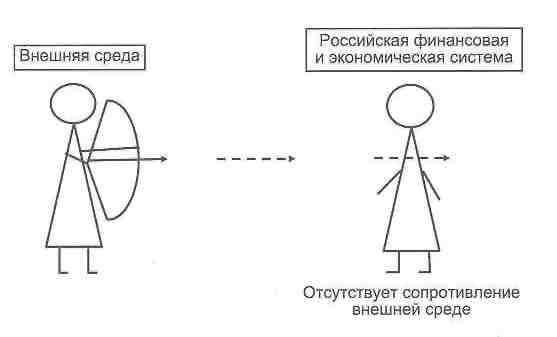 Внешняя среда
Российская финансовая
и экономическая система
Отсутствует сопротивление
внешней среде